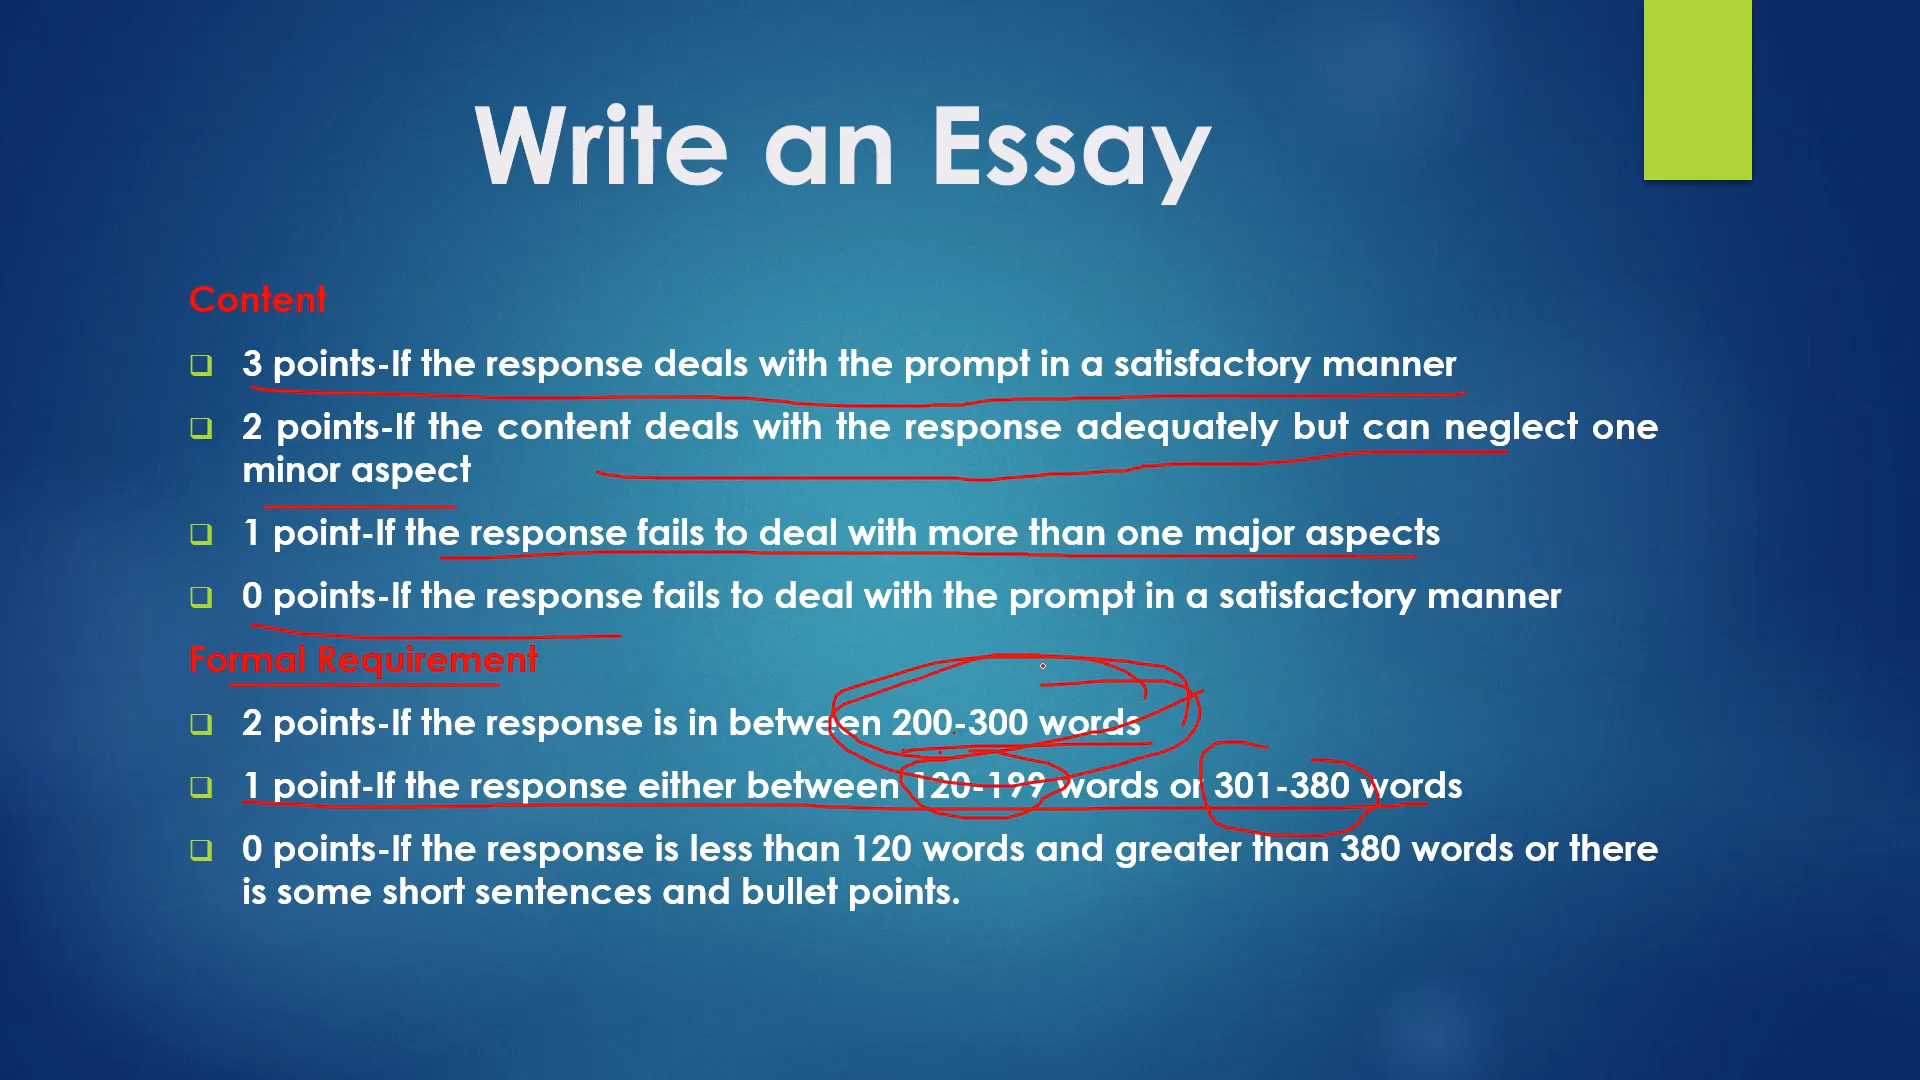 Write an Essay
Content
3 points-If the response deals with the prompt in a satisfactory manner
2 points-If the content deals with the response adequately but can neglect one
minor aspect
1 point-If the response fails to deal with more than one major aspects
0 points-If the response fails to deal with the prompt in a satisfactory manner
Formal Requirement
2 points-If the response is in between 200-300 words
1 point-If the response either between 120-199 words or 301-380 words
0 points-If the response is less than 120 words and greater than 380 words or there
is some short sentences and bullet points.